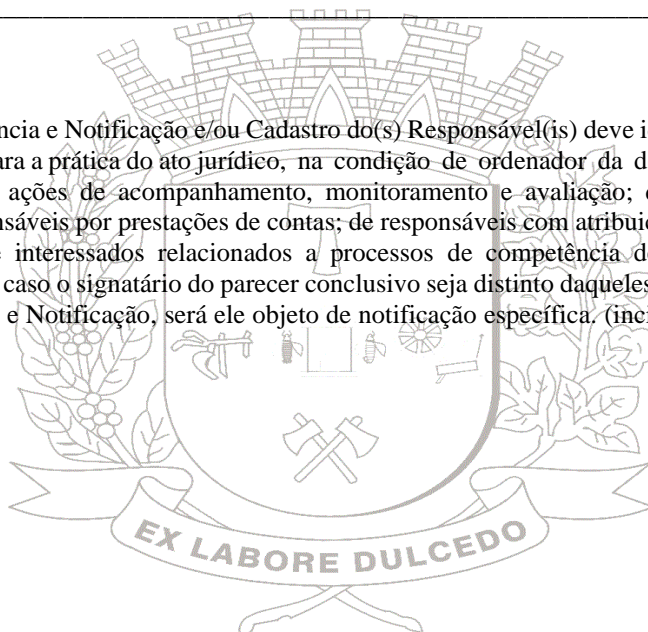 ncia e Notificação e/ou Cadastro do(s) Responsável(is) deve i
ara a prática do ato jurídico, na condição de ordenador da d
ações de acompanhamento, monitoramento e avaliação;
nsáveis por prestações de contas; de responsáveis com atribui
interessados relacionados a processos de competência d
caso o signatário do parecer conclusivo seja distinto daqueles
e Notificação, será ele objeto de notificação específica. (inci
EX LABORE DULCEDO